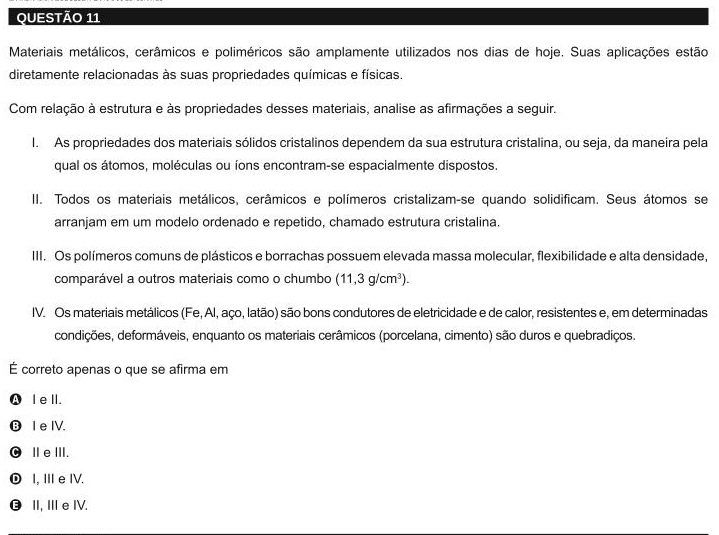 QUESTÃO 11
Materiais metálicos, cerâmicos e poliméricos são amplamente utilizados nos dias de hoje. Suas aplicações estão
diretamente relacionadas às suas propriedades químicas e físicas.
Com relação à estrutura e às propriedades desses materiais, analise as afirmações a seguir.
I. As propriedades dos materiais sólidos cristalinos dependem da sua estrutura cristalina, ou seja, da maneira pela
qual os átomos, moléculas ou íons encontram-se espacialmente dispostos.
II. Todos os materiais metálicos, cerâmicos e polímeros cristalizam-se quando solidificam. Seus átomos se
arranjam em um modelo ordenado e repetido, chamado estrutura cristalina.
III. Os polímeros comuns de plásticos e borrachas possuem elevada massa molecular, flexibilidade e alta densidade,
comparável a outros materiais como o chumbo (11,3 g/cm³).
IV. Os materiais metálicos (Fe, Al, aço, latão) são bons condutores de eletricidade e de calor, resistentes e, em determinadas
condições, deformáveis, enquanto os materiais cerâmicos (porcelana, cimento) são duros e quebradiços.
É correto apenas o que se afirma em
A I e II.
B I e IV.
C II e III.
D I, III e IV.
E II, III e IV.